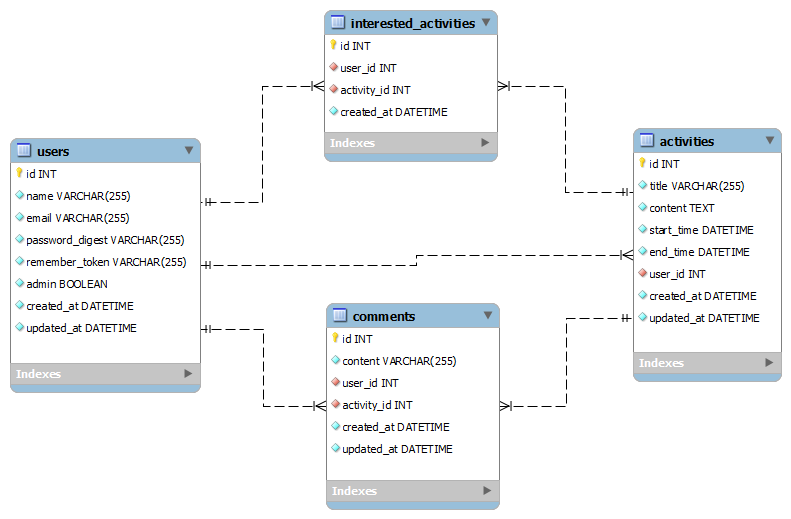 interested_activities
id INT
user_id INT
activity_id INT
created_at DATETIME
Indexes
users
id INT
name VARCHAR(255)
email VARCHAR(255)
password_digest VARCHAR(255)
remember_token VARCHAR(255)
admin BOOLEAN
created_at DATETIME
updated_at DATETIME
Indexes
activities
id INT
title VARCHAR(255)
content TEXT
start_time DATETIME
end_time DATETIME
user_id INT
created_at DATETIME
updated_at DATETIME
Indexes
comments
id INT
content VARCHAR(255)
user_id INT
activity_id INT
created_at DATETIME
updated_at DATETIME
Indexes